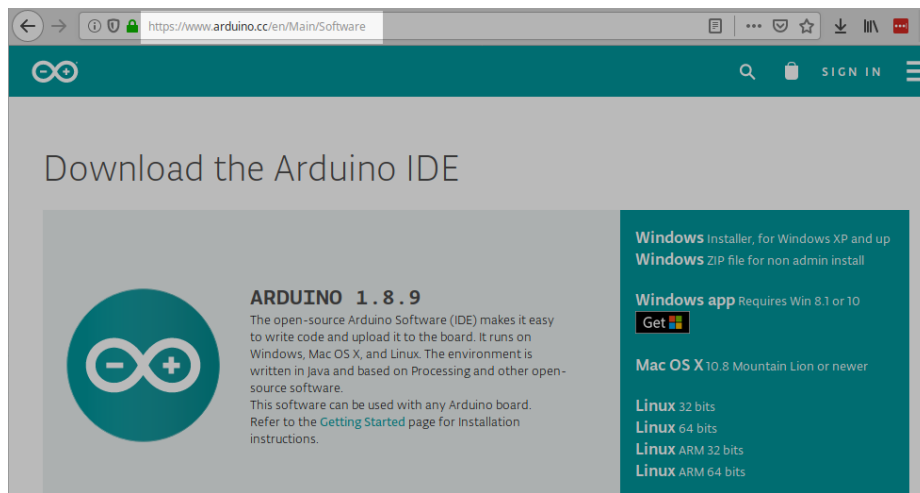 https://www.arduino.cc/en/Main/Software
SIGN IN
Download the Arduino IDE
ARDUINO 1.8.9
The open-source Arduino Software (IDE) makes it easy
to write code and upload it to the board. It runs on
Windows, Mac OS X, and Linux. The environment is
written in Java and based on Processing and other open-
source software.
This software can be used with any Arduino board.
Refer to the Getting Started page for Installation
instructions.
Windows Installer, for Windows XP and up
Windows ZIP file for non admin install
Windows app Requires Win 8.1 or 10
Get
Mac OS X 10.8 Mountain Lion or newer
Linux 32 bits
Linux 64 bits
Linux ARM 32 bits
Linux ARM 64 bits